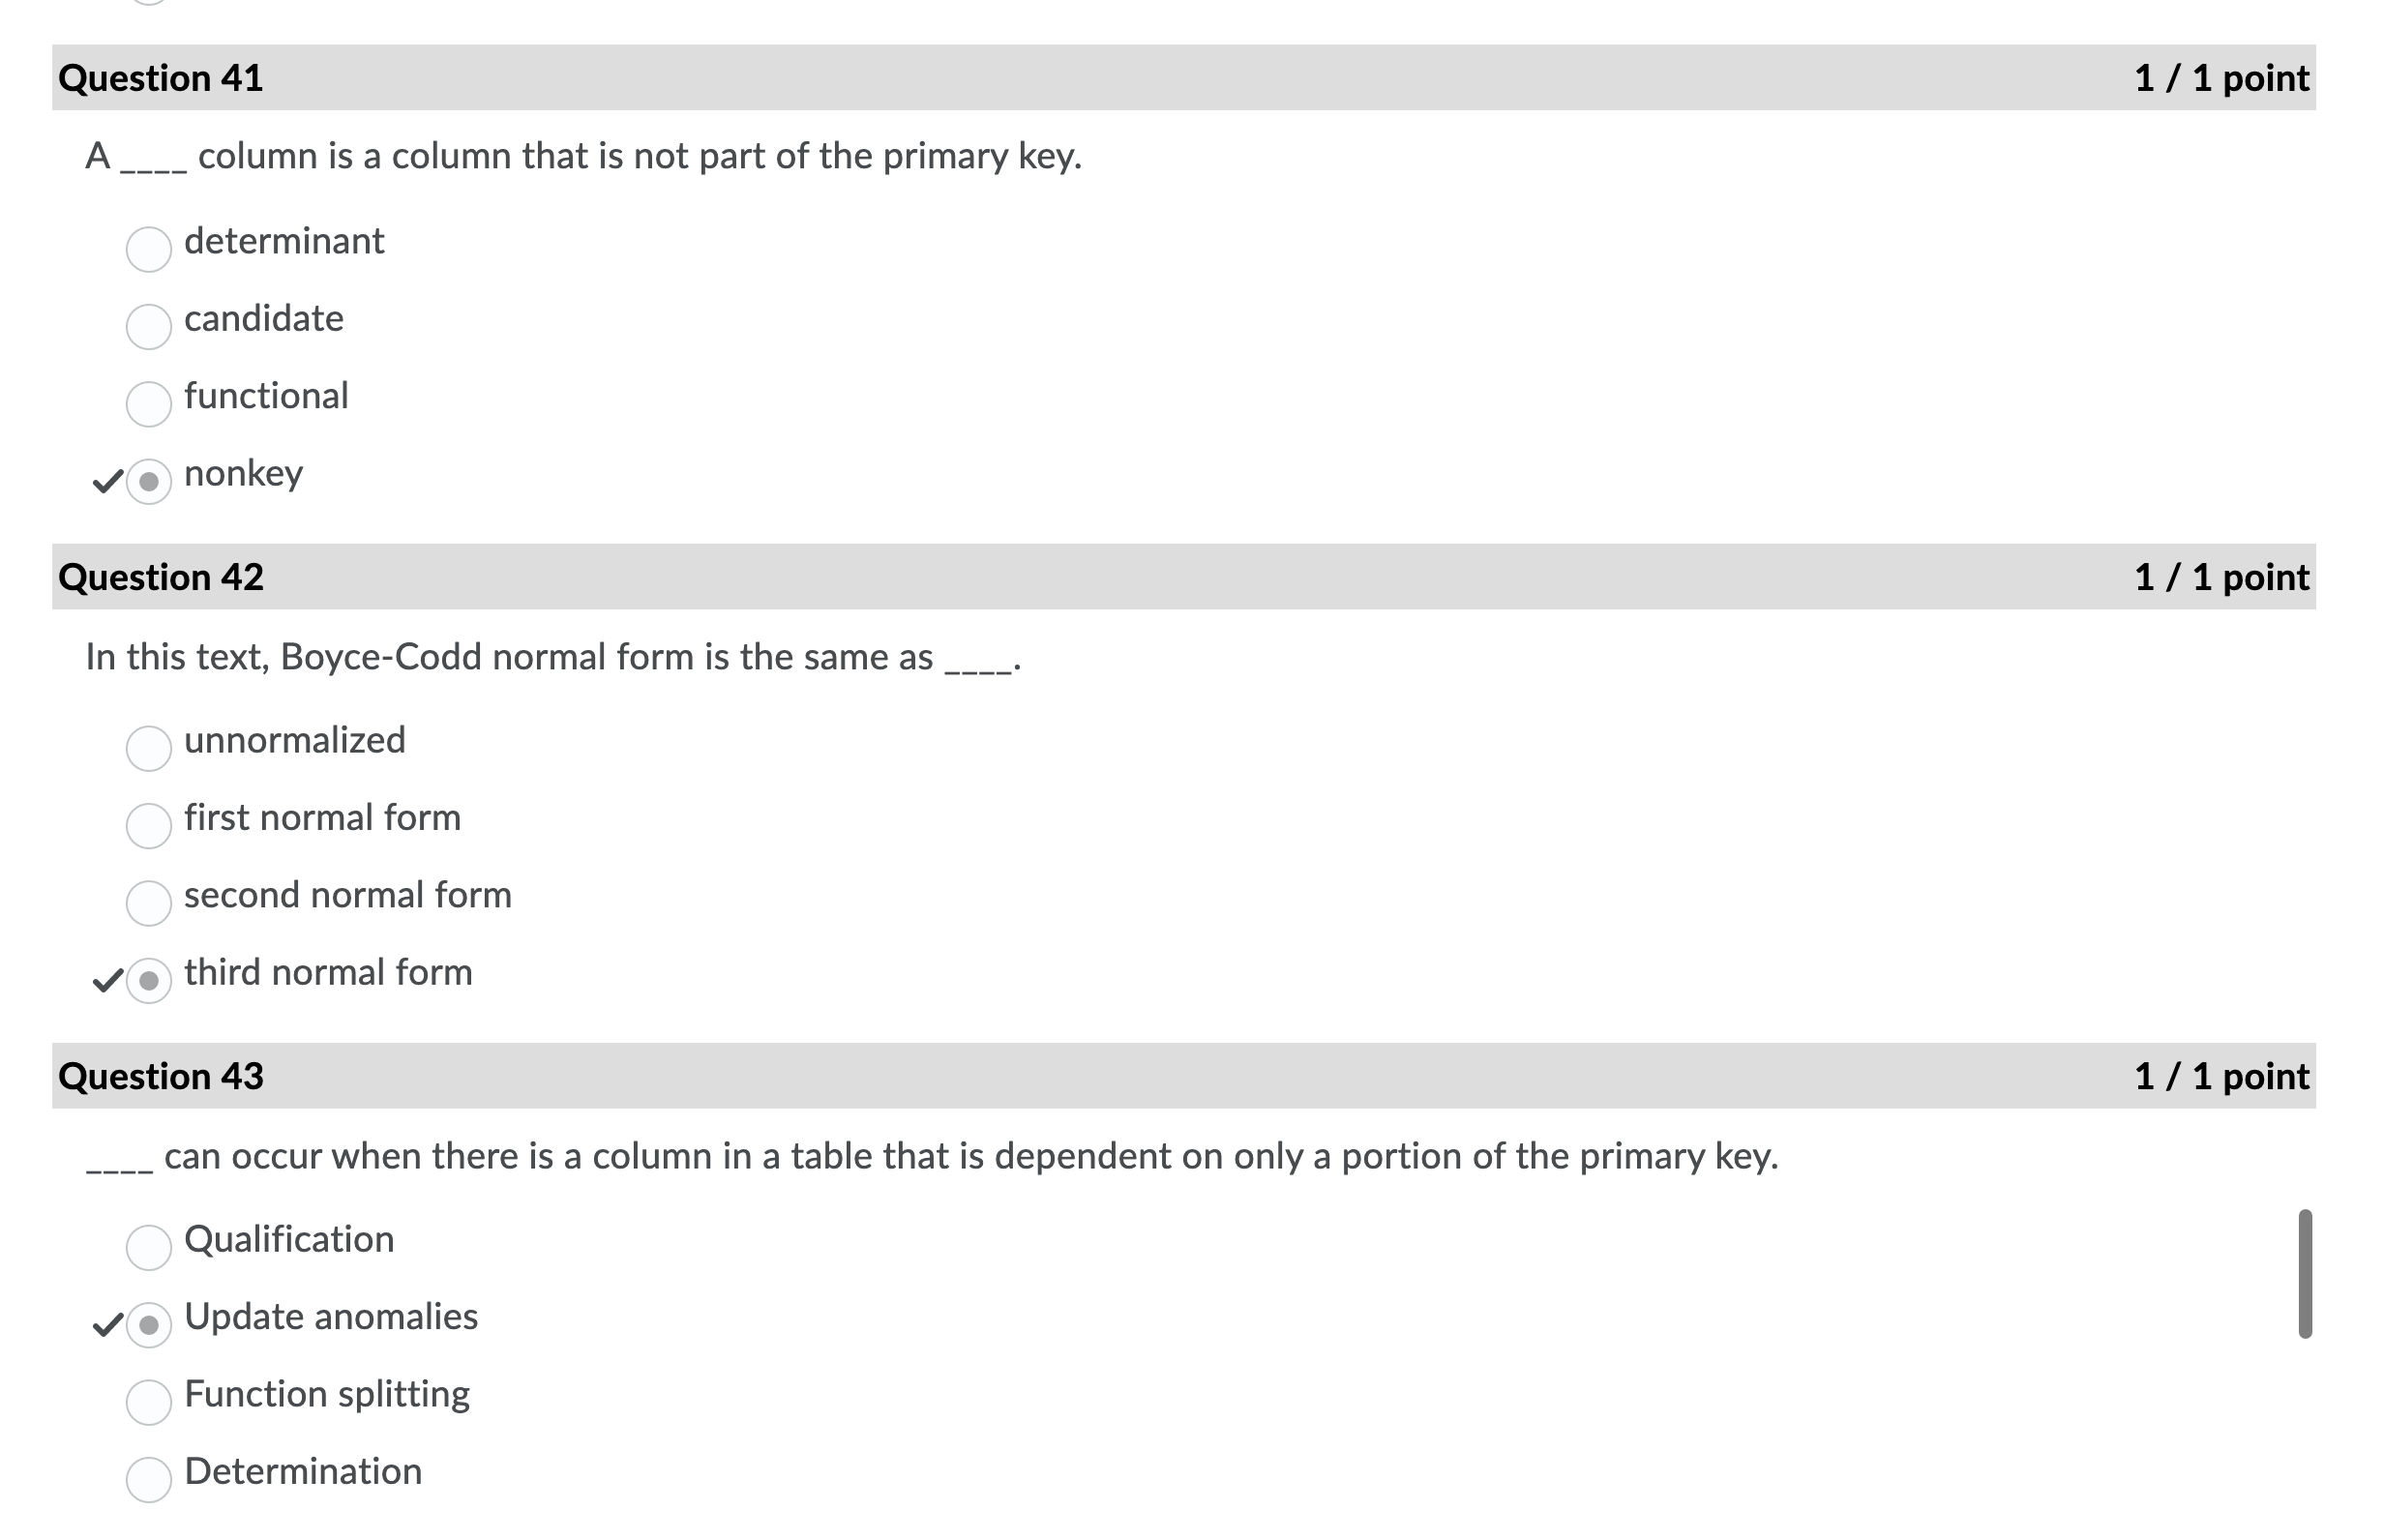 Question 41 1 / 1 point
A ____ column is a column that is not part of the primary key.
determinant
candidate
functional
nonkey
Question 42 1 / 1 point
In this text, Boyce-Codd normal form is the same as ____.
unnormalized
first normal form
second normal form
third normal form
Question 43 1 / 1 point
____ can occur when there is a column in a table that is dependent on only a portion of the primary key.
Qualification
Update anomalies
Function splitting
Determination